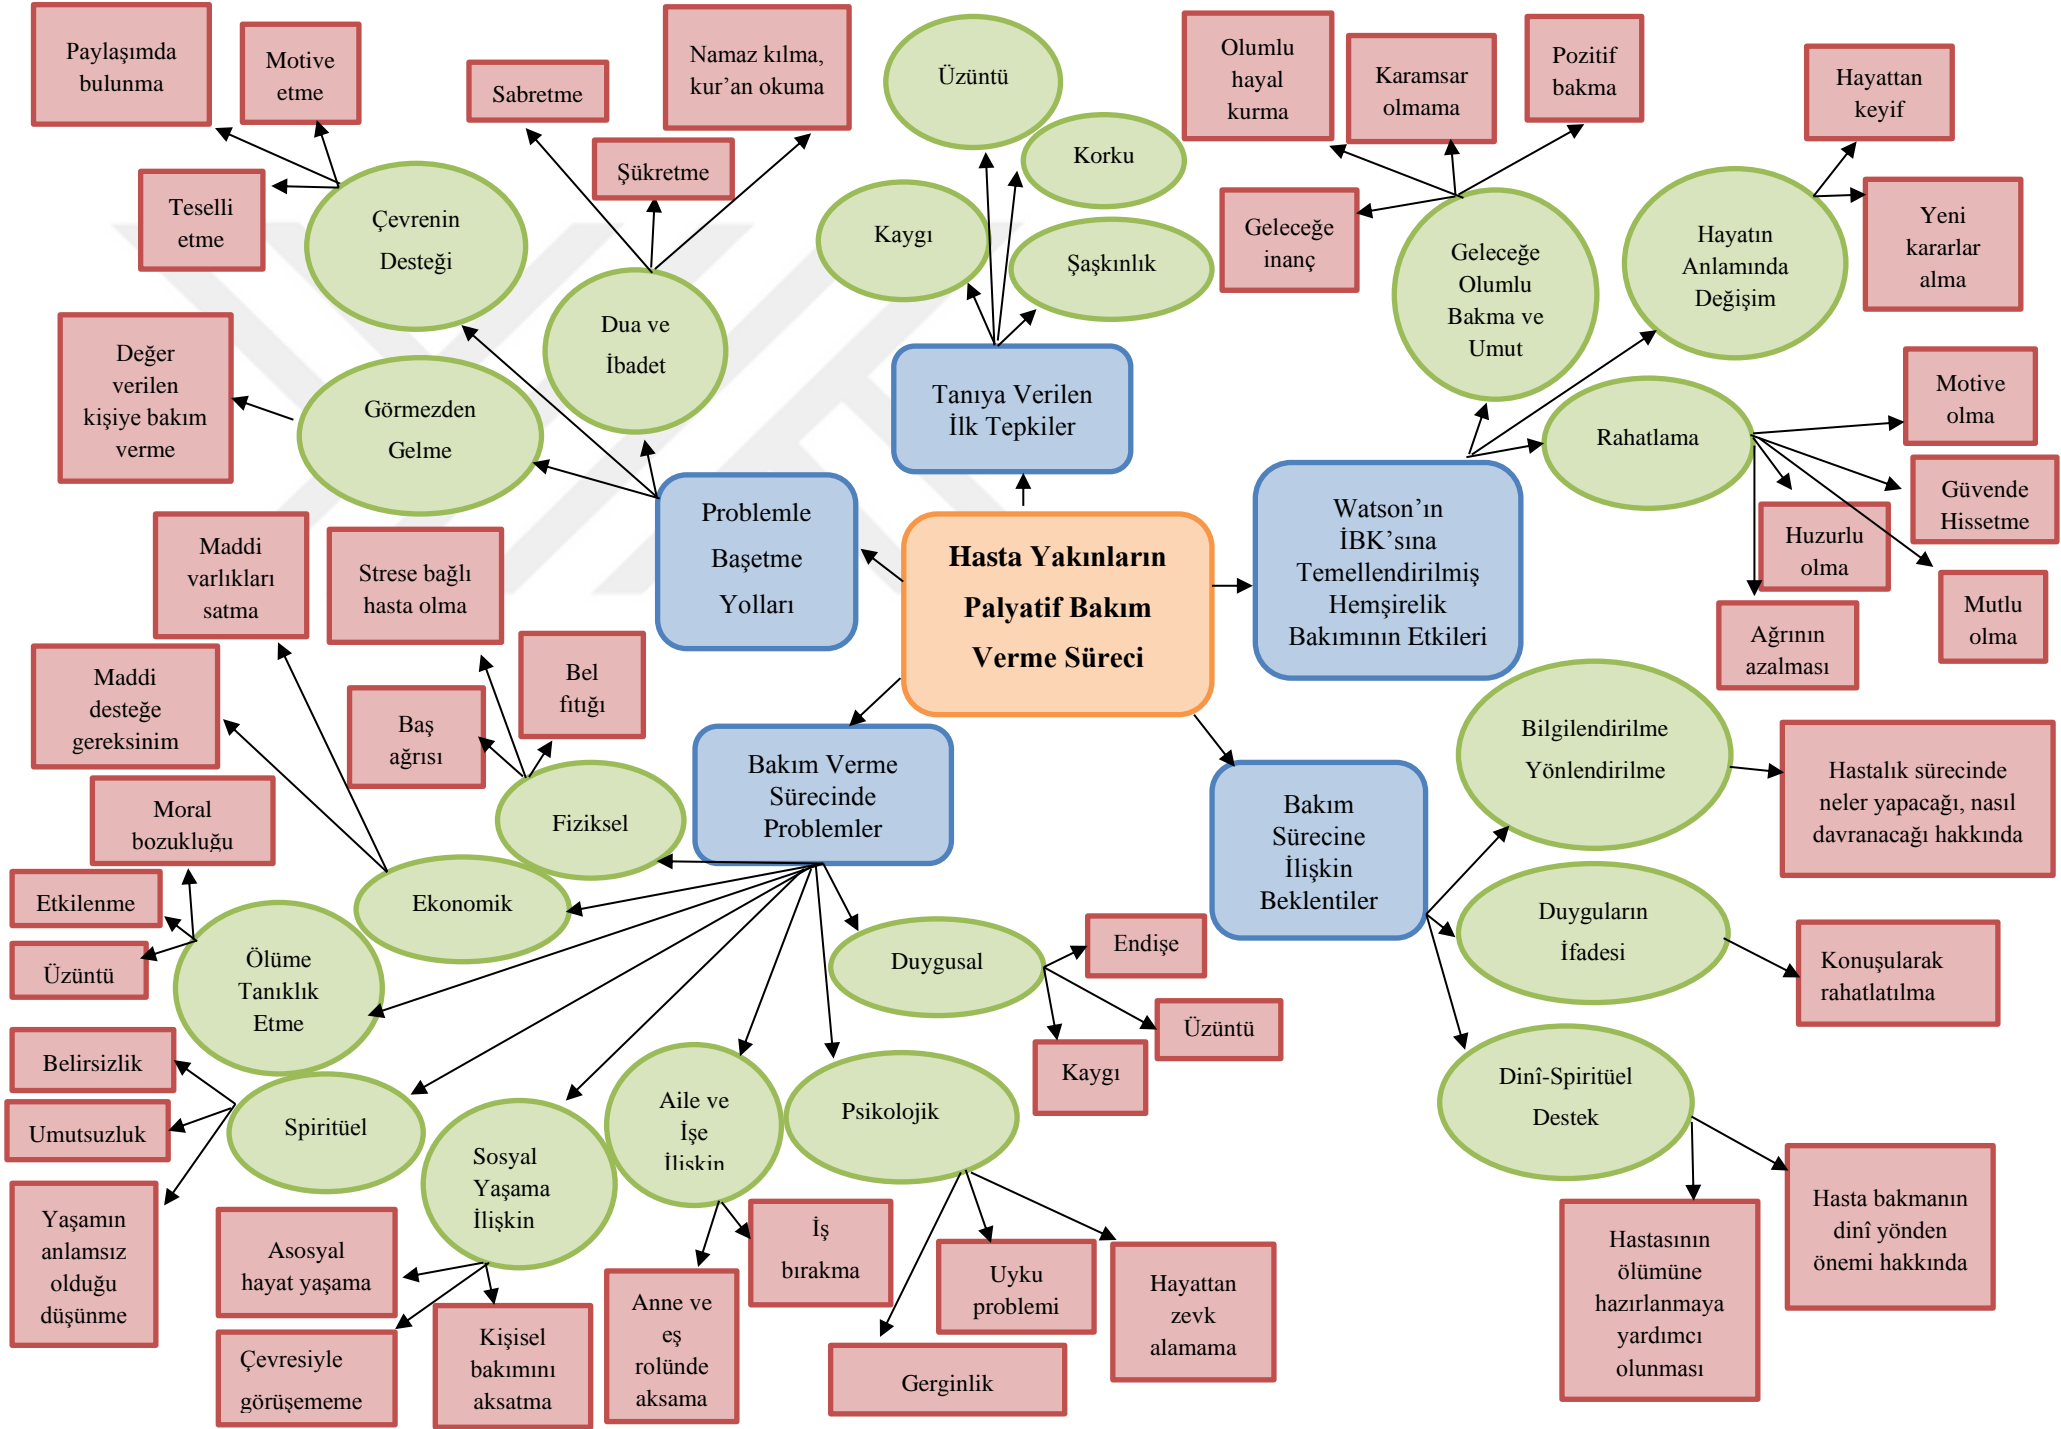 Paylaşımda
bulunma
Motive
etme
Sabretme
Namaz kılma,
kur’an okuma
Üzüntü
Olumlu
hayal
kurma
Karamsar
olmama
Pozitif
bakma
Hayattan
keyif
Teselli
etme
Çevrenin
Desteği
Şükretme
Kaygı
Korku
Şaşkınlık
Geleceğe
inanç
Geleceğe
Olumlu
Bakma ve
Umut
Hayatın
Anlamında
Değişim
Yeni
kararlar
alma
Değer
verilen
kişiye bakım
verme
Görmezden
Gelme
Dua ve
İbadet
Tanıya Verilen
İlk Tepkiler
Rahatlama
Motive
olma
Güvende
Hissetme
Huzurlu
olma
Mutlu
olma
Ağrının
azalması
Maddi
varlıkları
satma
Strese bağlı
hasta olma
Problemle
Başetme
Yolları
Hasta Yakınların
Palyatif Bakım
Verme Süreci
Watson’ın
İBK’sına
Temellendirilmiş
Hemşirelik
Bakımının Etkileri
Maddi
desteğe
gereksinim
Baş
ağrısı
Bel
fıtığı
Bakım Verme
Sürecinde
Problemler
Bakım
Sürecine
İlişkin
Beklentiler
Bilgilendirilme
Yönlendirilme
Hastalık sürecinde
neler yapacağı, nasıl
davranacağı hakkında
Moral
bozukluğu
Fiziksel
Ekonomik
Etkilenme
Üzüntü
Ölüme
Tanıklık
Etme
Duygusal
Endişe
Üzüntü
Kaygı
Duyguların
İfadesi
Konuşularak
rahatlatılma
Belirsizlik
Umutsuzluk
Spiritüel
Sosyal
Yaşama
İlişkin
Aile ve
İşe
İlişkin
Psikolojik
Dinî-Spiritüel
Destek
Yaşamın
anlamsız
olduğu
düşünme
Asosyal
hayat yaşama
Çevresiyle
görüşememe
Kişisel
bakımını
aksatma
Anne ve
eş
rolünde
aksama
İş
bırakma
Gerginlik
Uyku
problemi
Hayattan
zevk
alamama
Hastasının
ölümüne
hazırlanmaya
yardımcı
olunması
Hasta bakmanın
dinî yönden
önemi hakkında